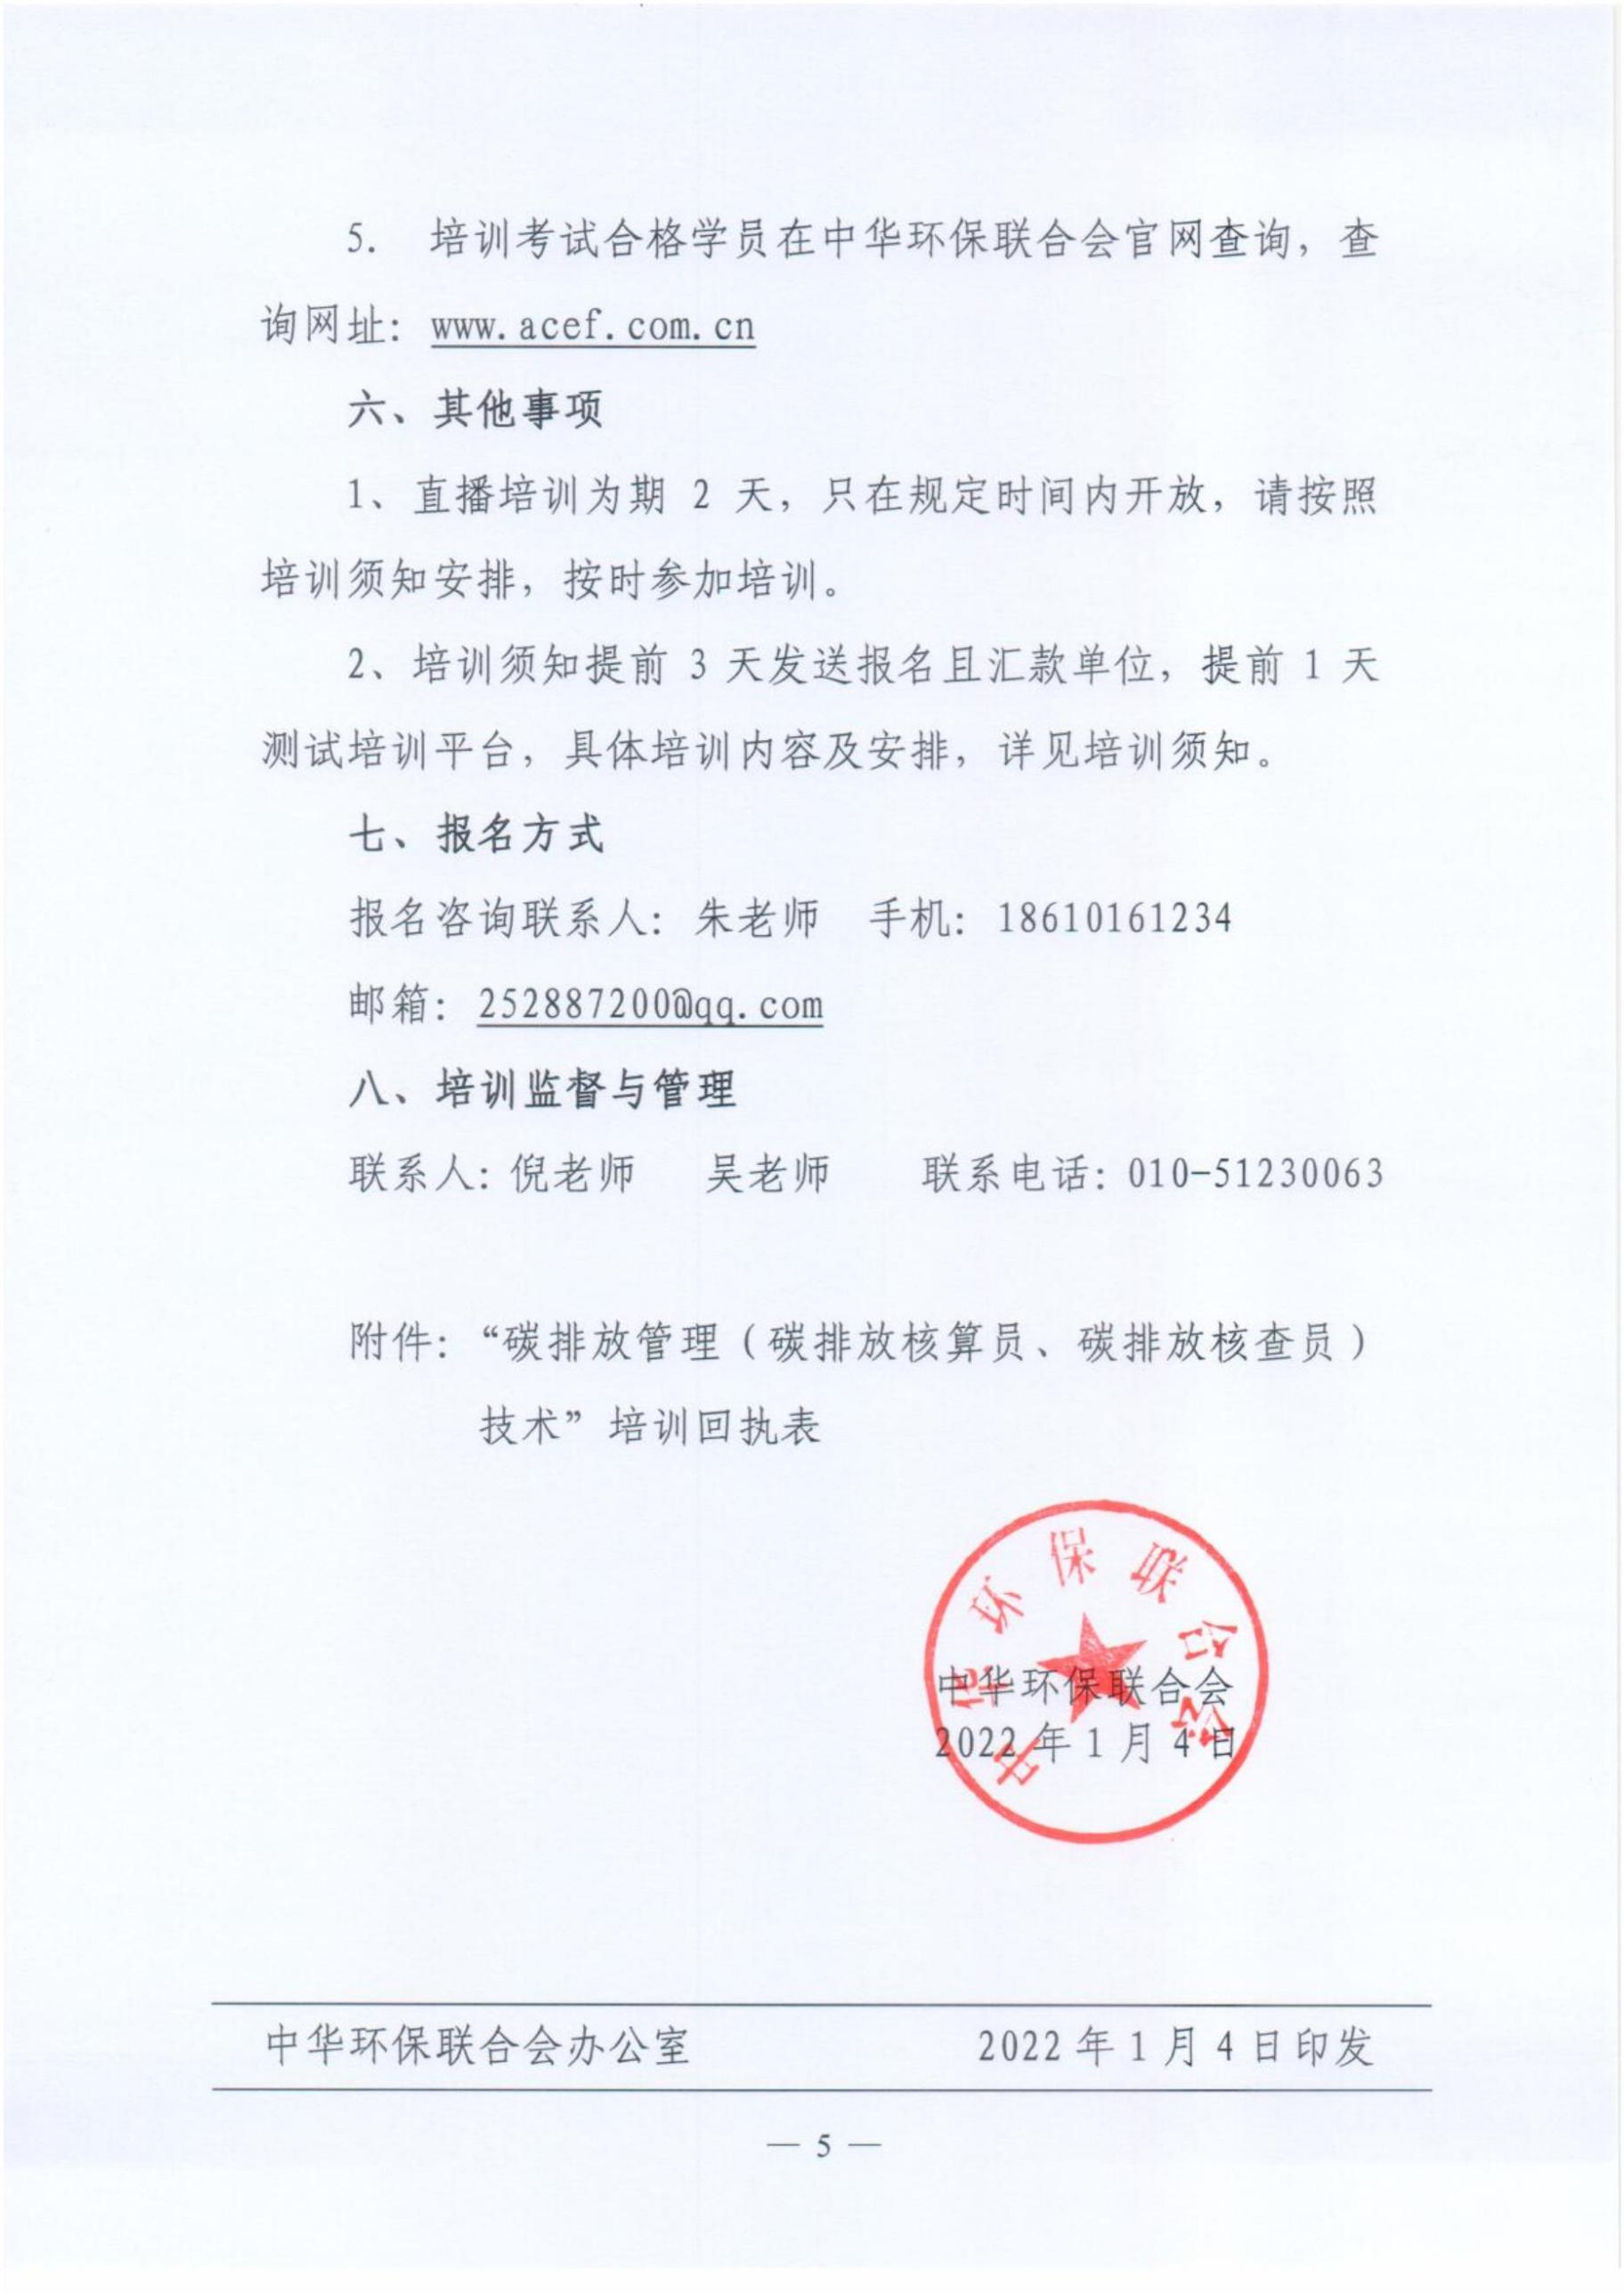 5. 培训考试合格学员在中华环保联合会官网查询，查
询网址：www.acef.com.cn
六、其他事项
1、直播培训为期 2 天，只在规定时间内开放，请按照
培训须知安排，按时参加培训。
2、培训须知提前 3 天发送报名且汇款单位，提前 1 天
测试培训平台，具体培训内容及安排，详见培训须知。
七、报名方式
报名咨询联系人：朱老师 手机：18610161234
邮箱：252887200@qq.com
八、培训监督与管理
联系人：倪老师 吴老师 联系电话：010-51230063
附件：“碳排放管理（碳排放核算员、碳排放核查员）
技术”培训回执表
中华环保联合会
中华环保联合会
2022 年 1 月 4 日
中华环保联合会办公室 2022 年 1 月 4 日印发
— 5 —